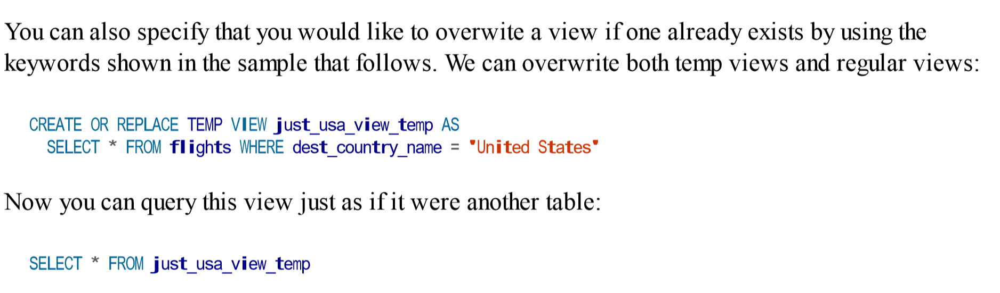 You can also specify that you would like to overwite a view if one already exists by using the
keywords shown in the sample that follows. We can overwrite both temp views and regular views:
CREATE OR REPLACE TEMP VIEW just_usa_view_temp AS
SELECT * FROM flights WHERE dest_country_name = "United States"
Now you can query this view just as if it were another table:
SELECT * FROM just_usa_view_temp